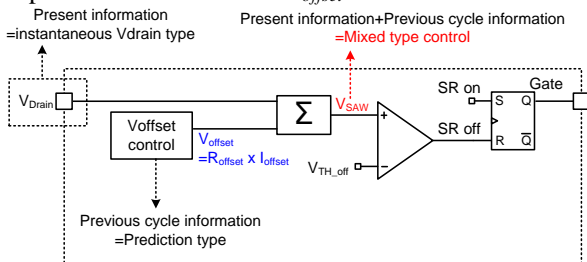 offset
Present information
=instantaneous Vdrain type
Present information+Previous cycle information
=Mixed type control
VDrain
Voffset
control
Voffset
=Roffset x Ioffset
Σ
VSAW
+
−
VTH_off
SR on
SR off
Gate
S
Q
R
Q̅
Previous cycle information
=Prediction type